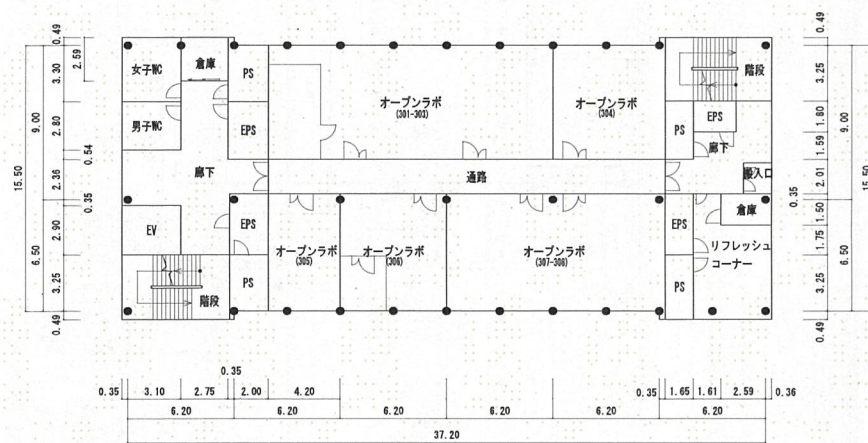 0.49
3.30
2.59
2.80
0.54
2.36
0.35
2.90
3.25
0.49
9.00
6.50
15.50
女子WC
倉庫
PS
男子WC
EPS
廊下
EV
EPS
階段
PS
オープンラボ
(301-303)
オープンラボ
(304)
通路
オープンラボ
(305)
オープンラボ
(306)
オープンラボ
(307-308)
階段
EPS
PS
廊下
搬入口
倉庫
EPS
リフレッシュ
コーナー
PS
0.49
3.25
1.80
1.59
2.01
0.35
1.50
1.75
3.25
0.49
9.00
6.50
15.50
0.35
0.35 3.10 2.75 2.00 4.20 0.35 1.65 1.61 2.59 0.36
6.20 6.20 6.20 6.20 6.20 6.20
37.20